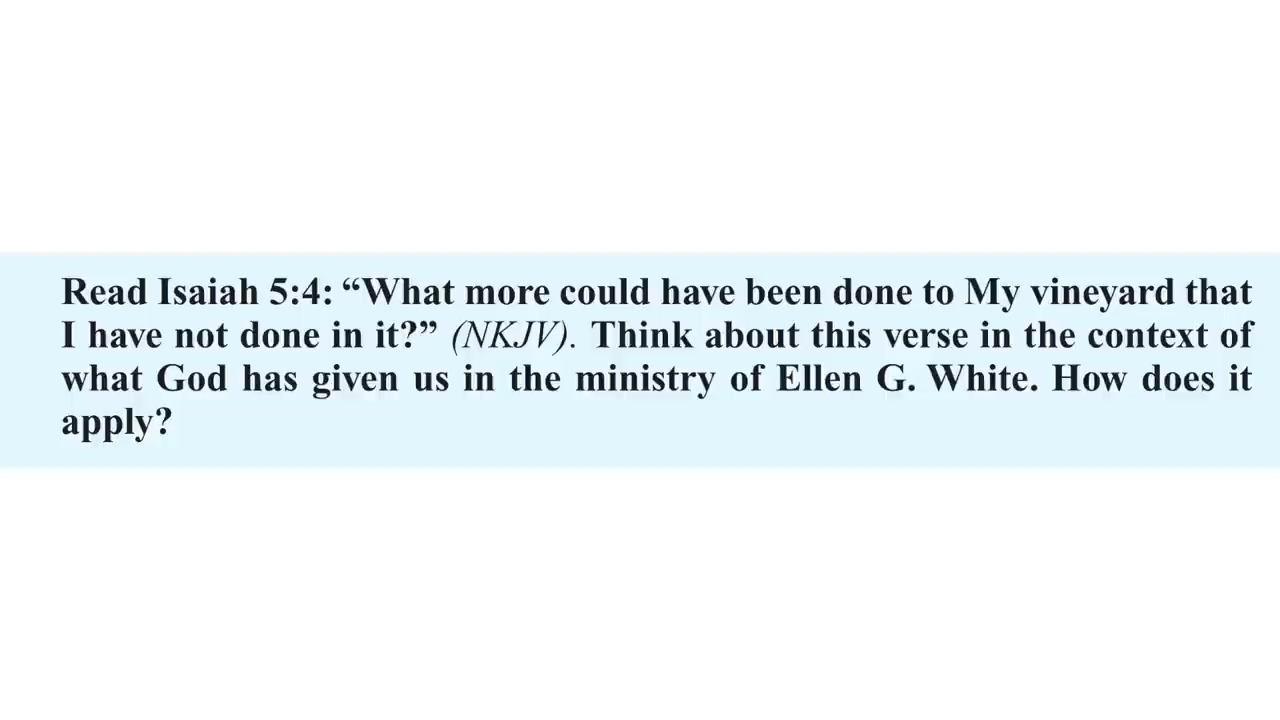 Read Isaiah 5:4: “What more could have been done to My vineyard that
I have not done in it?” (NKJV). Think about this verse in the context of
what God has given us in the ministry of Ellen G. White. How does it
apply?